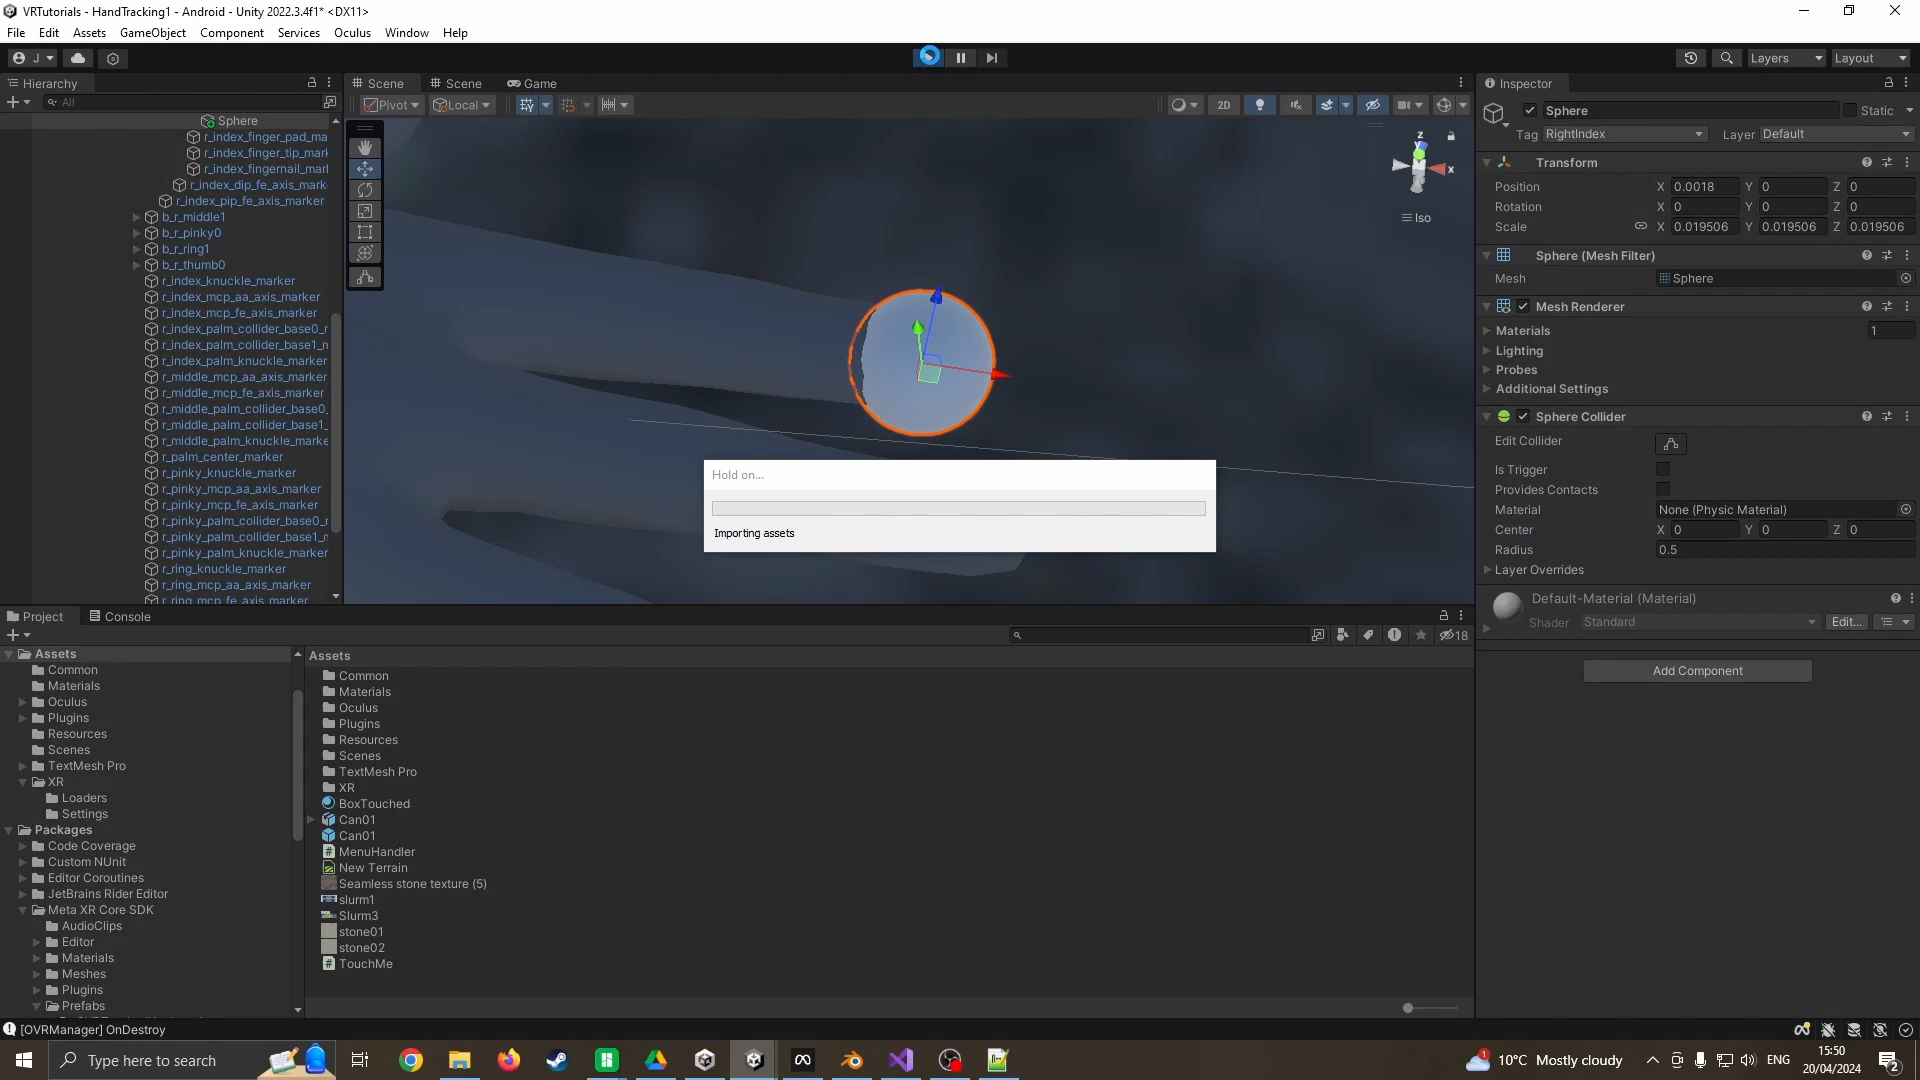 VRTutorials - HandTracking1 - Android - Unity 2022.3.4f1* <DX11>
File Edit Assets GameObject Component Services Oculus Window Help
J
Layers Layout
Hierarchy
All
Sphere
r_index_finger_pad_ma
r_index_finger_tip_mark
r_index_fingernail_marl
r_index_dip_fe_axis_mark
r_index_pip_fe_axis_marker
b_r_middle1
b_r_pinky0
b_r_ring1
b_r_thumb0
r_index_knuckle_marker
r_index_mcp_aa_axis_marker
r_index_mcp_fe_axis_marker
r_index_palm_collider_base0_r
r_index_palm_collider_base1_n
r_index_palm_knuckle_marker
r_middle_mcp_aa_axis_marker
r_middle_mcp_fe_axis_marker
r_middle_palm_collider_base0_
r_middle_palm_collider_base1_
r_middle_palm_knuckle_marke
r_palm_center_marker
r_pinky_knuckle_marker
r_pinky_mcp_aa_axis_marker
r_pinky_mcp_fe_axis_marker
r_pinky_palm_collider_base0_r
r_pinky_palm_collider_base1_n
r_pinky_palm_knuckle_marker
r_ring_knuckle_marker
r_ring_mcp_aa_axis_marker
r_ring_mcp_fe_axis_marker
Scene Scene Game
Pivot Local 2D
z
y
x
Iso
Hold on...
Importing assets
Inspector
Sphere Static
Tag RightIndex Layer Default
Transform
Position X 0.0018 Y 0 Z 0
Rotation X 0 Y 0 Z 0
Scale X 0.019506 Y 0.019506 Z 0.019506
Sphere (Mesh Filter)
Mesh Sphere
Mesh Renderer
Materials 1
Lighting
Probes
Additional Settings
Sphere Collider
Edit Collider
Is Trigger
Provides Contacts
Material None (Physic Material)
Center X 0 Y 0 Z 0
Radius 0.5
Layer Overrides
Default-Material (Material)
Shader Standard Edit...
Add Component
Project Console
18
Assets
Common
Materials
Oculus
Plugins
Resources
Scenes
TextMesh Pro
XR
Loaders
Settings
Packages
Code Coverage
Custom NUnit
Editor Coroutines
JetBrains Rider Editor
Meta XR Core SDK
AudioClips
Editor
Materials
Meshes
Plugins
Prefabs
Assets
Common
Materials
Oculus
Plugins
Resources
Scenes
TextMesh Pro
XR
BoxTouched
Can01
Can01
MenuHandler
New Terrain
Seamless stone texture (5)
slurm1
Slurm3
stone01
stone02
TouchMe
[OVRManager] OnDestroy
Type here to search
1
10°C Mostly cloudy
ENG
15:50
20/04/2024
2